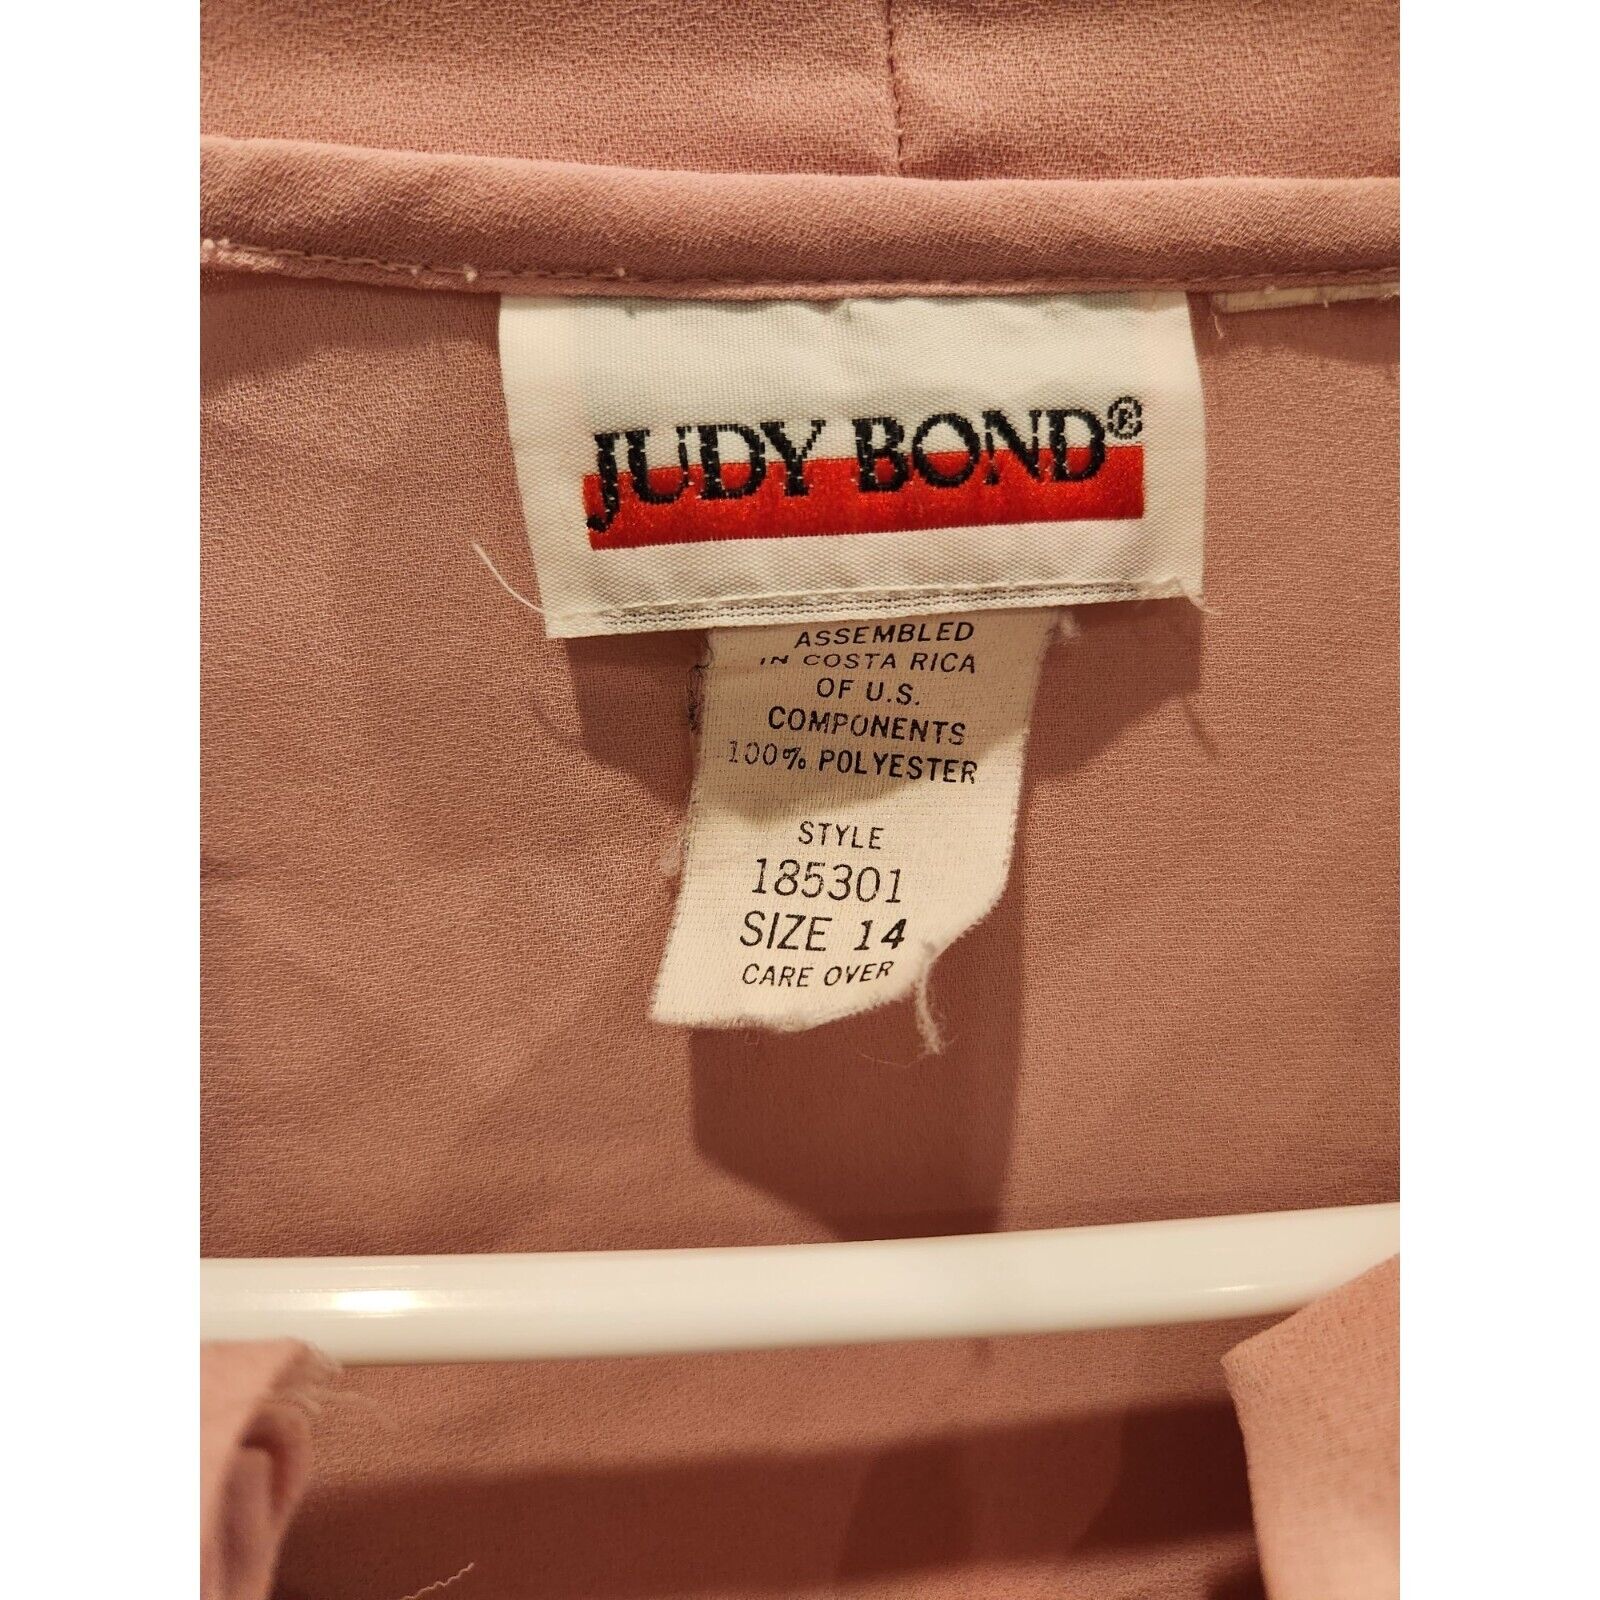 JUDY BOND®
ASSEMBLED
IN COSTA RICA
OF U.S.
COMPONENTS
100% POLYESTER
STYLE
185301
SIZE 14
CARE OVER